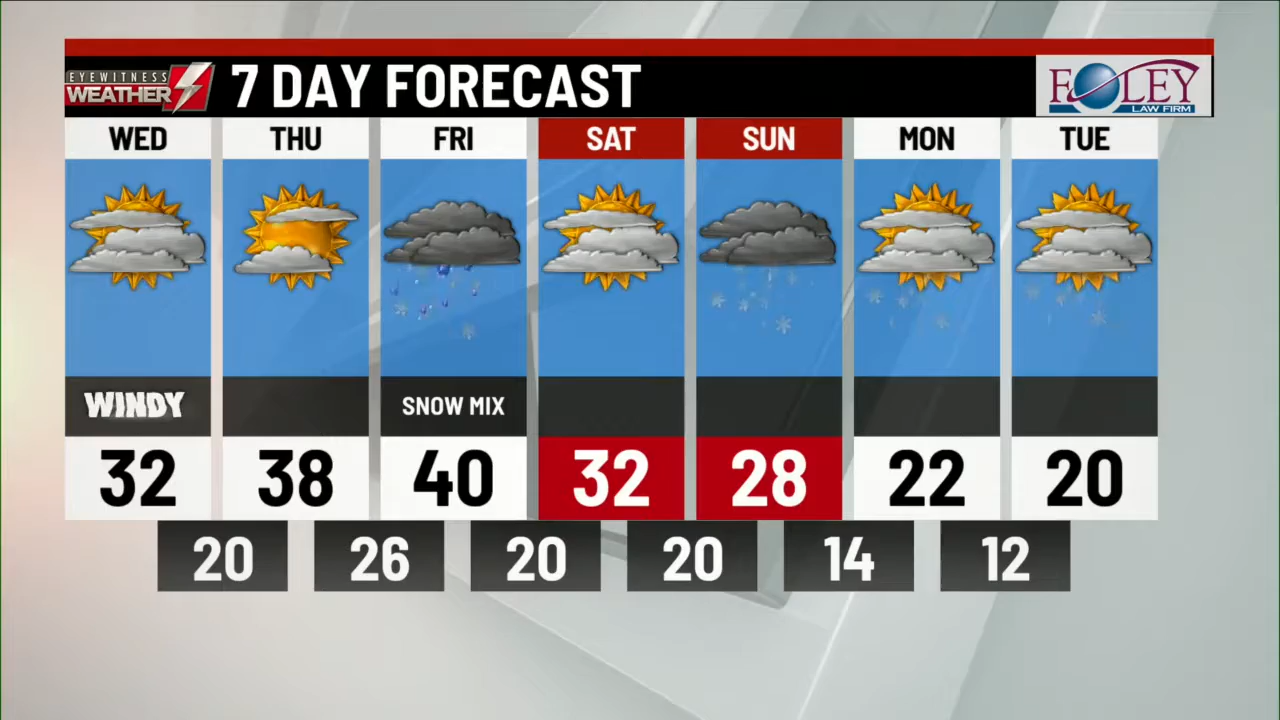 EYEWITNESS
WEATHER
7 DAY FORECAST
FOLEY
LAW FIRM
WED THU FRI SAT SUN MON TUE
WINDY SNOW MIX
32 38 40 32 28 22 20
20 26 20 20 14 12